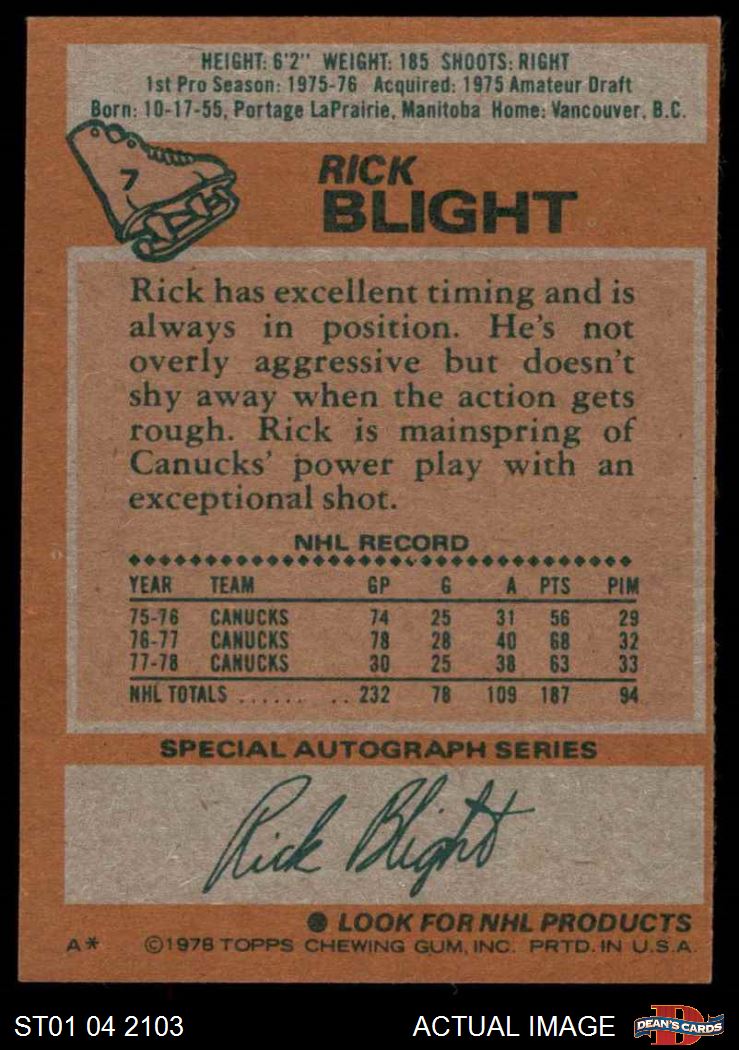 HEIGHT: 6'2" WEIGHT: 185 SHOOTS: RIGHT
1st Pro Season: 1975-76 Acquired: 1975 Amateur Draft
Born: 10-17-55, Portage LaPrairie, Manitoba Home: Vancouver, B.C.
7
RICK
BLIGHT
Rick has excellent timing and is
always in position. He's not
overly aggressive but doesn't
shy away when the action gets
rough. Rick is mainspring of
Canucks' power play with an
exceptional shot.
NHL RECORD
YEAR TEAM GP G A PTS PIM
75-76 CANUCKS 74 25 31 56 29
76-77 CANUCKS 78 28 40 68 32
77-78 CANUCKS 80 25 38 63 33
NHL TOTALS ...... .. 232 78 109 187 94
SPECIAL AUTOGRAPH SERIES
Rick Blight
LOOK FOR NHL PRODUCTS
A* ©1978 TOPPS CHEWING GUM, INC. PRTD. IN U.S.A.
ST01 04 2103 ACTUAL IMAGE DEAN'S CARDS